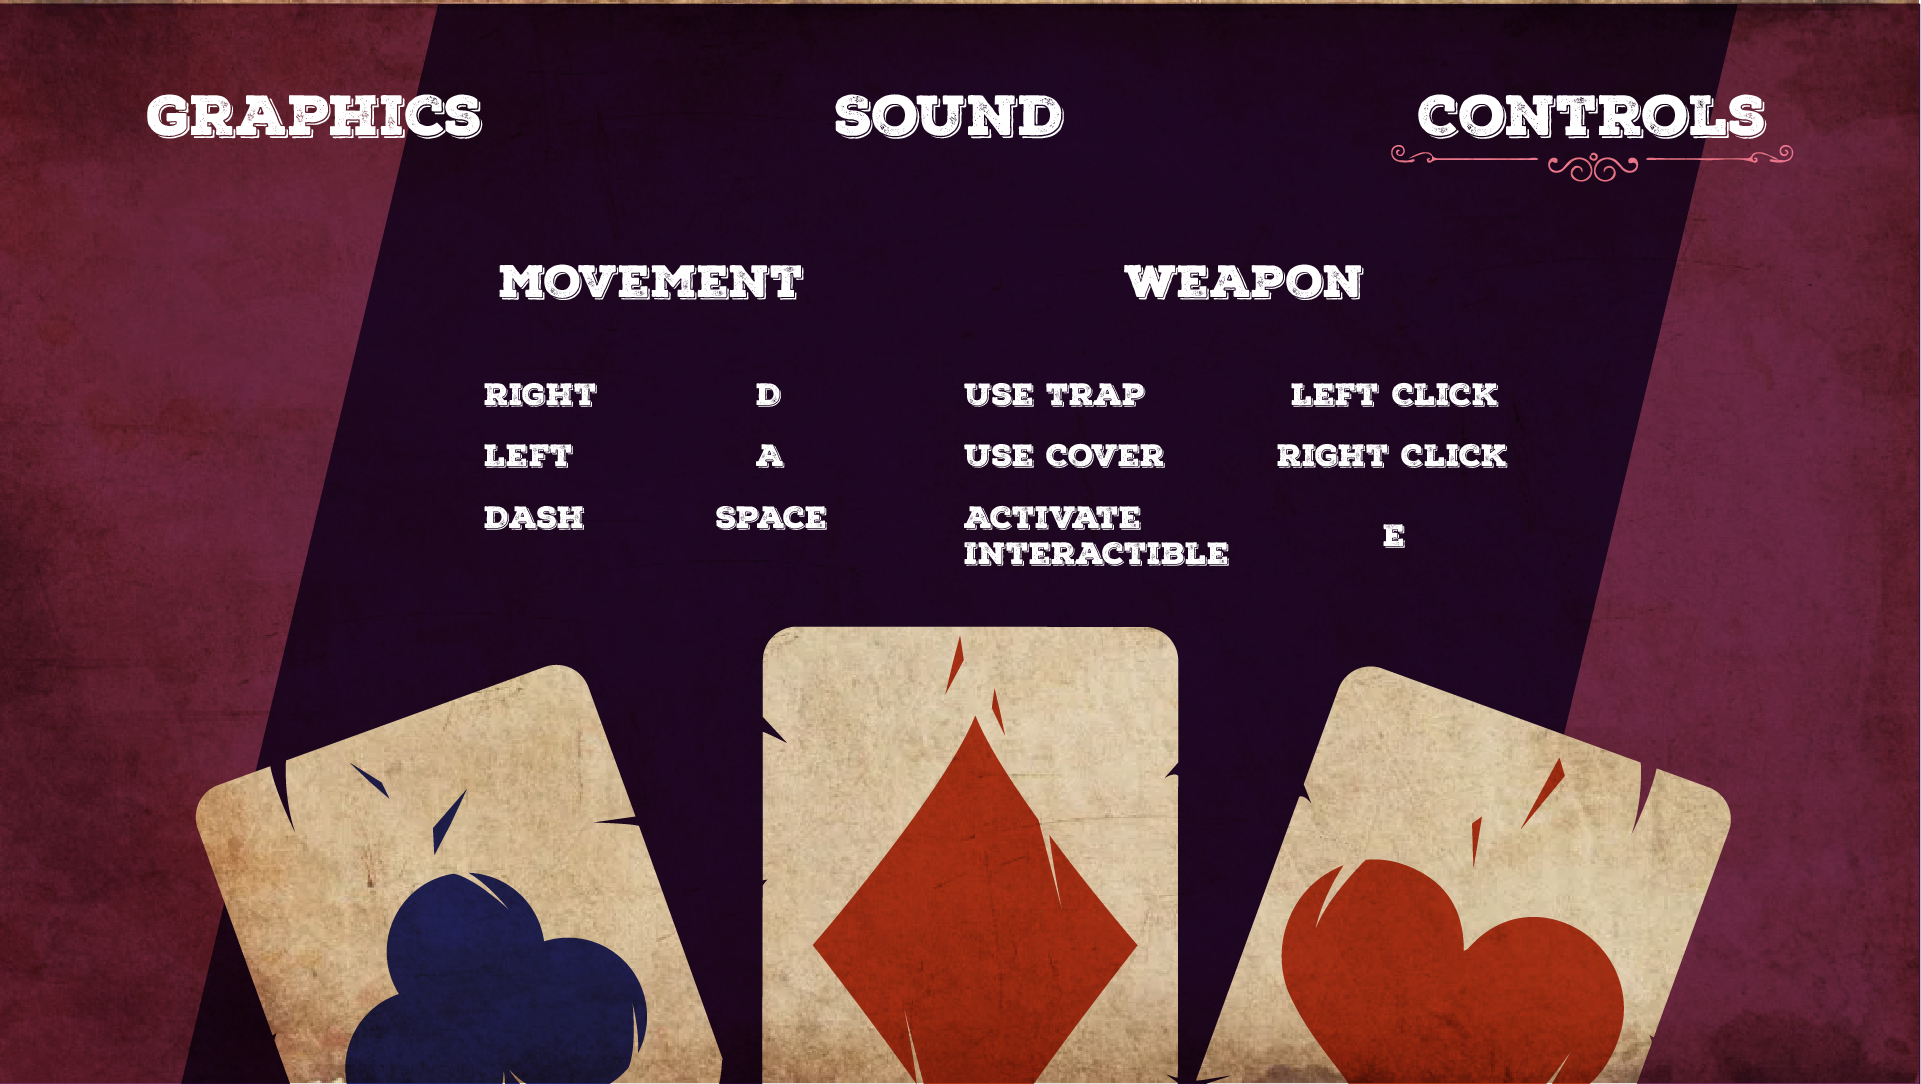 GRAPHICS SOUND CONTROLS
MOVEMENT WEAPON
RIGHT D USE TRAP LEFT CLICK
LEFT A USE COVER RIGHT CLICK
DASH SPACE ACTIVATE
INTERACTIBLE E